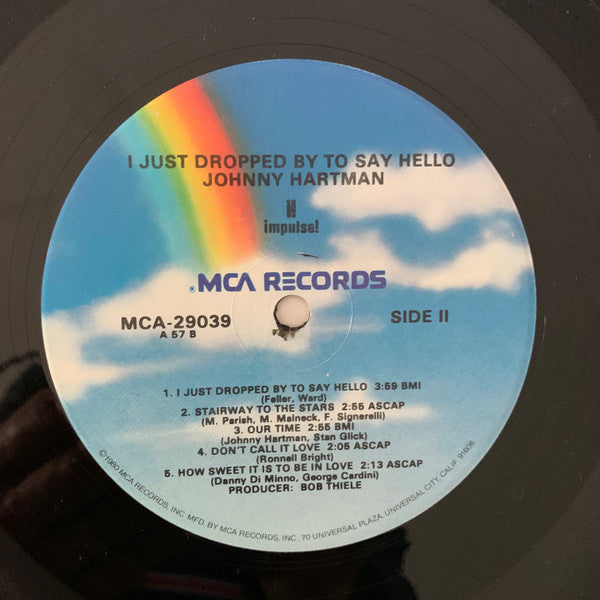 I JUST DROPPED BY TO SAY HELLO
JOHNNY HARTMAN
impulse!
® MCA RECORDS
MCA-29039
A 57 B
SIDE II
1. I JUST DROPPED BY TO SAY HELLO 3:59 BMI
(Feller, Ward)
2. STAIRWAY TO THE STARS 2:55 ASCAP
(M. Parish, M. Malneck, F. Signorelli)
3. OUR TIME 2:55 BMI
(Johnny Hartman, Stan Glick)
4. DON'T CALL IT LOVE 2:05 ASCAP
(Ronnell Bright)
5. HOW SWEET IT IS TO BE IN LOVE 2:13 ASCAP
(Danny Di Minno, George Cardini)
PRODUCER: BOB THIELE
©1980 MCA RECORDS, INC. MFD. BY MCA RECORDS, INC., 70 UNIVERSAL PLAZA, UNIVERSAL CITY, CALIF. 91608